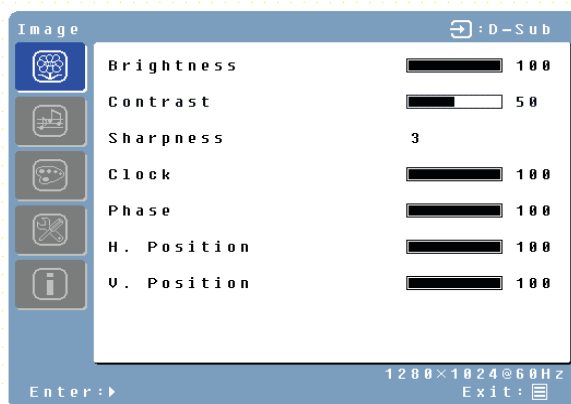 Image :D-Sub
Brightness 100
Contrast 50
Sharpness 3
Clock 100
Phase 100
H. Position 100
V. Position 100
1280×1024@60Hz
Enter: Exit: